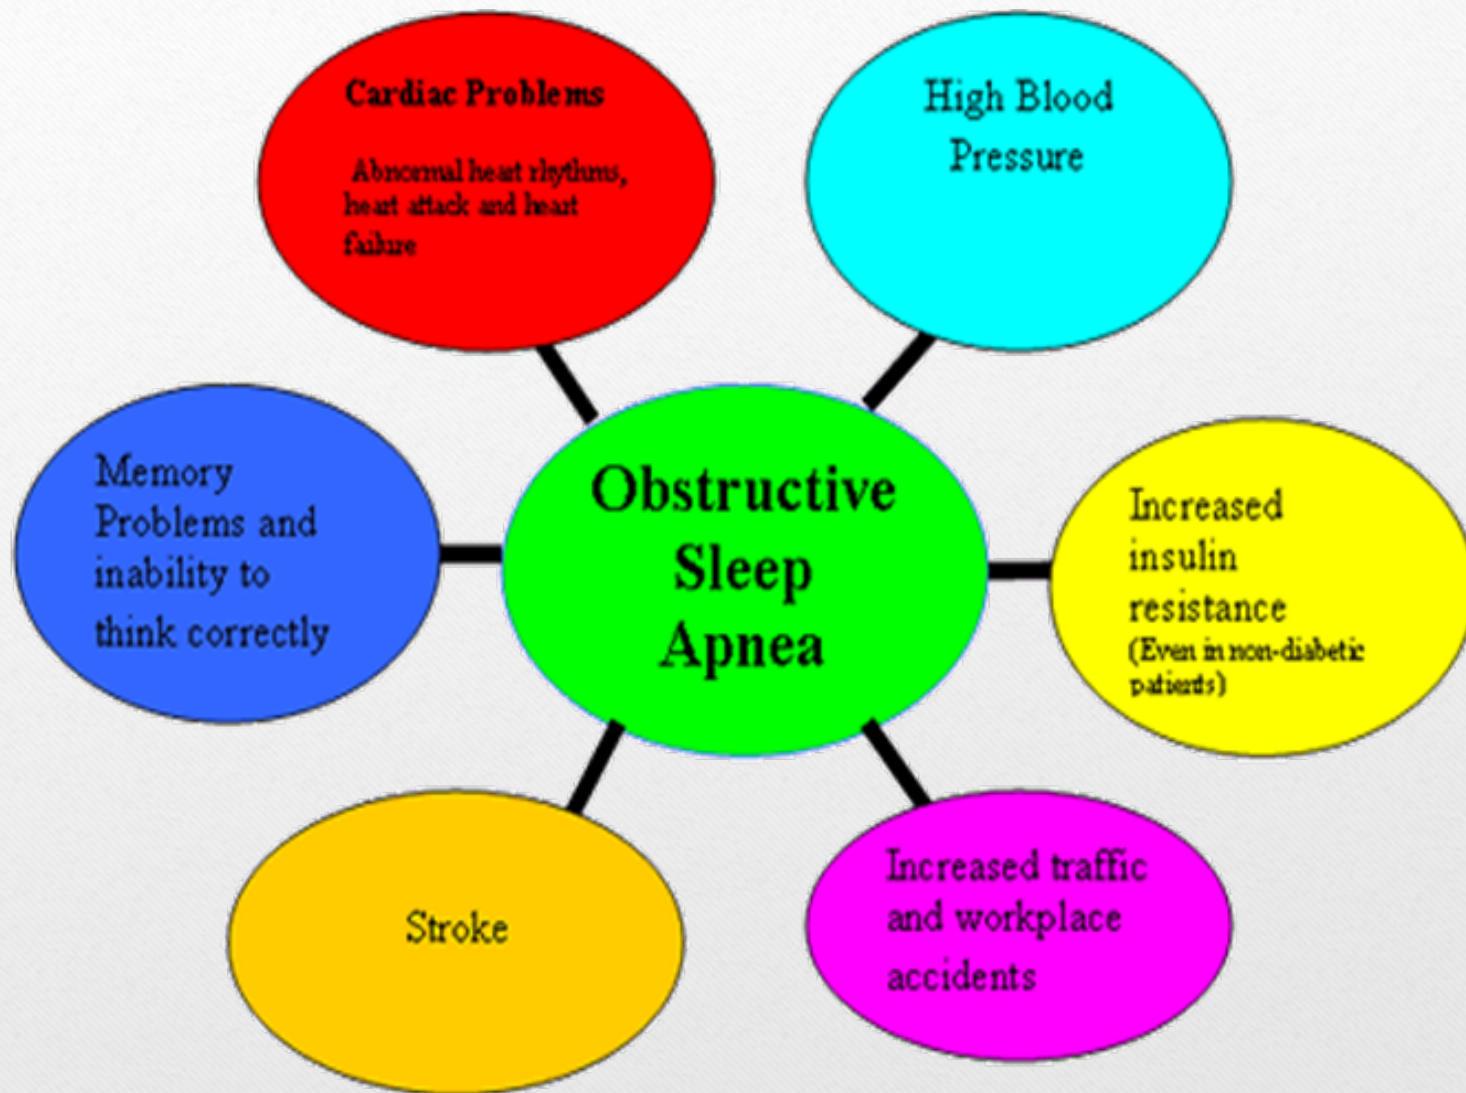 Cardiac Problems
Abnormal heart rhythms,
heart attack and heart
failure
High Blood
Pressure
Memory
Problems and
inability to
think correctly
Obstructive
Sleep
Apnea
Increased
insulin
resistance
(Even in non-diabetic
patients)
Stroke
Increased traffic
and workplace
accidents